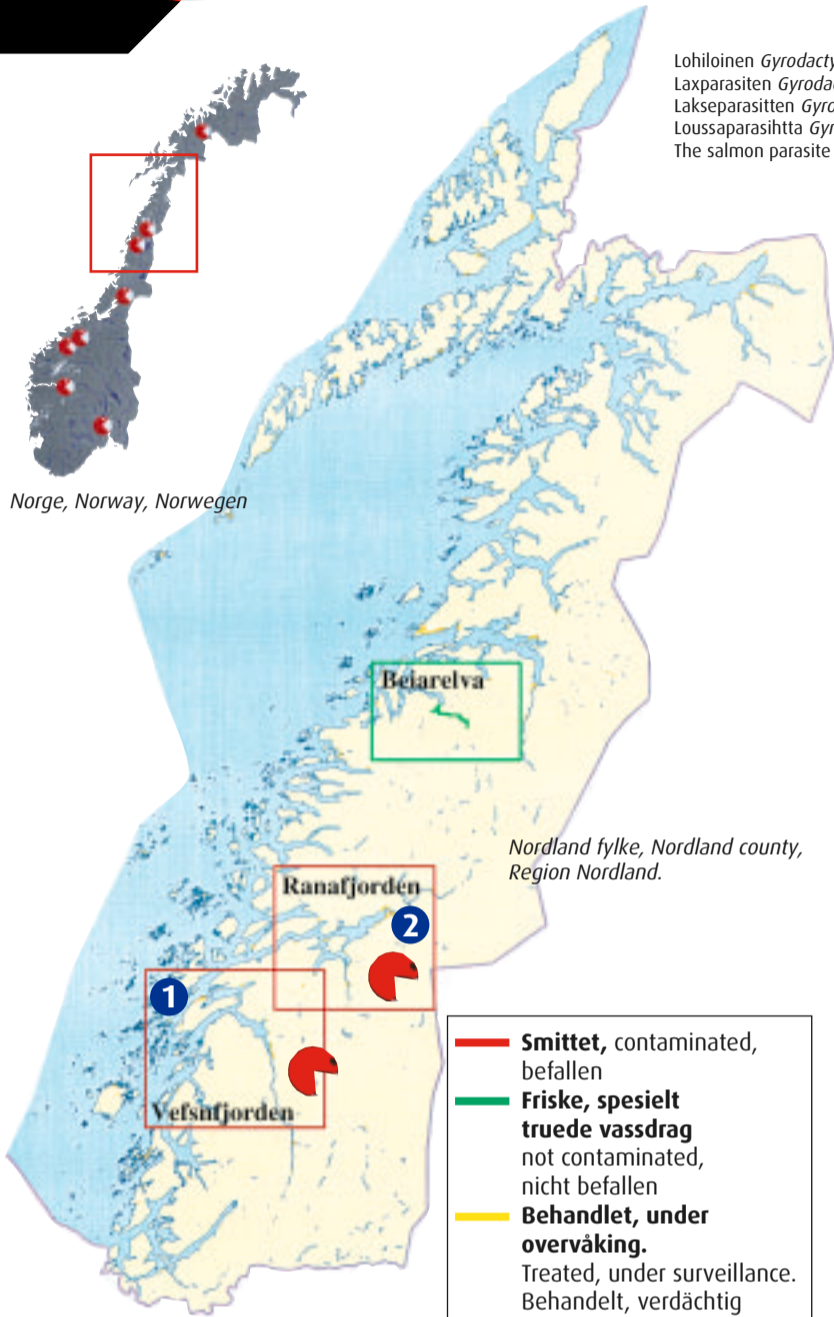 Lohiloinen
Laxparasiten
Lakseparasitten
Loussaparasihtta
The salmon parasite
Norge, Norway, Norwegen
Beiarelva
Nordland fylke, Nordland county,
Region Nordland.
Ranafjorden
2
1
Vefsnfjorden
Smittet, contaminated,
befallen
Friske, spesielt
truede vassdrag
not contaminated,
nicht befallen
Behandlet, under
overvåking.
Treated, under surveillance.
Behandelt, verdächtig